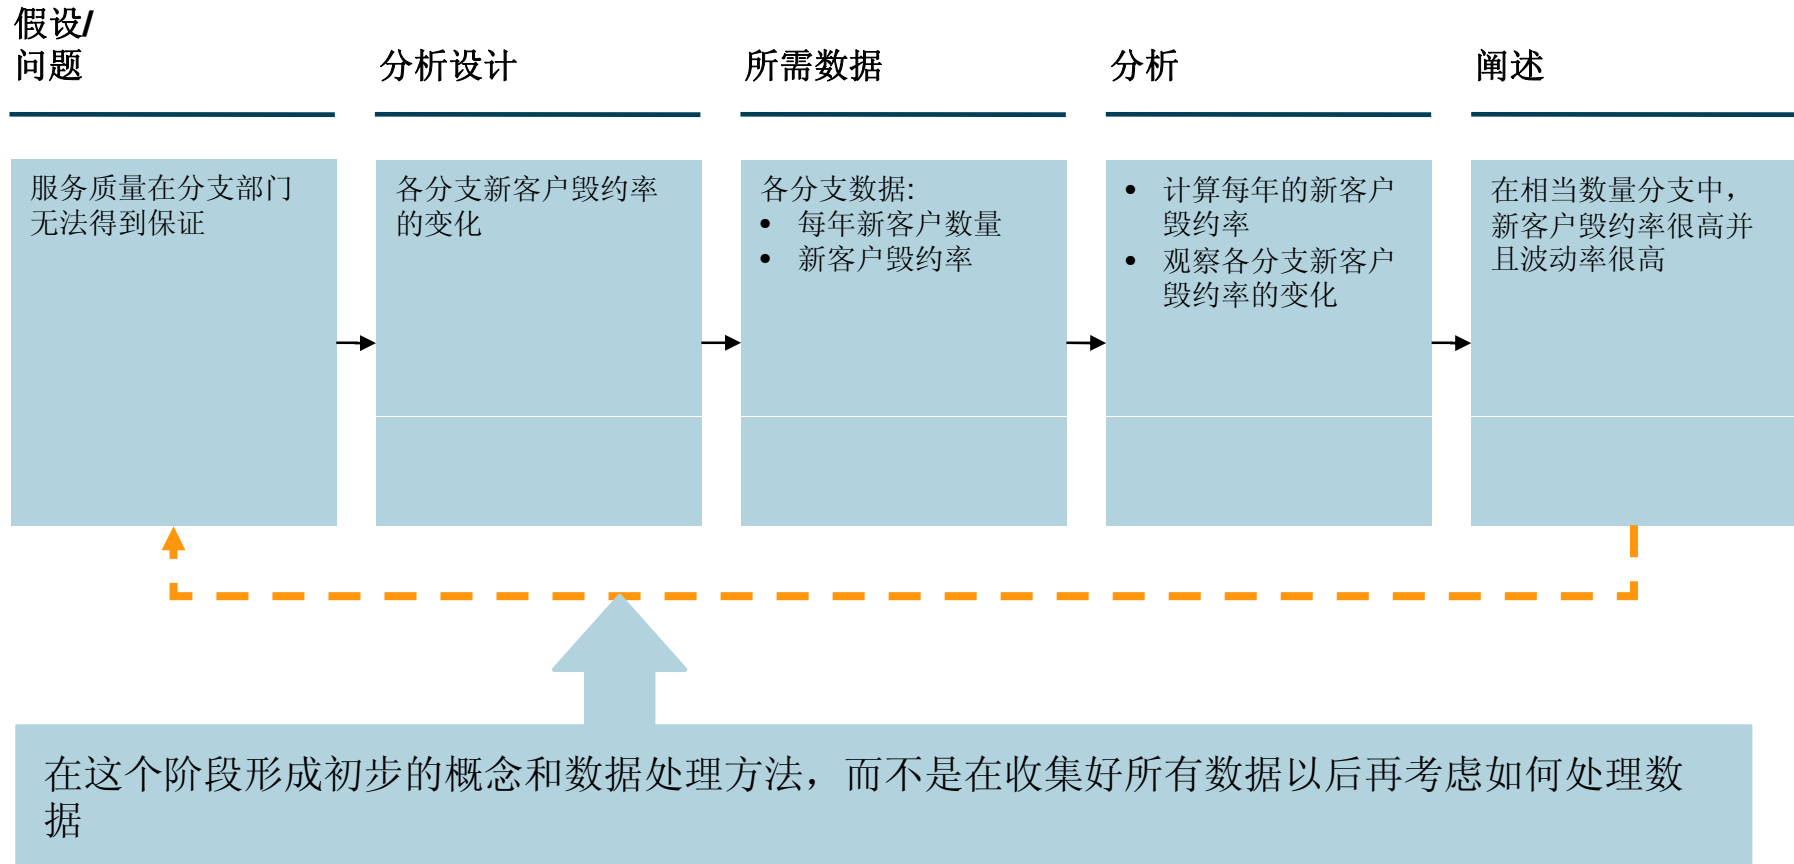 假设/
问题
分析设计
所需数据
分析
阐述
服务质量在分支部门
无法得到保证
各分支新客户毁约率
的变化
各分支数据:
• 每年新客户数量
• 新客户毁约率
• 计算每年的新客户
毁约率
• 观察各分支新客户
毁约率的变化
在相当数量分支中，
新客户毁约率很高并
且波动率很高
在这个阶段形成初步的概念和数据处理方法，而不是在收集好所有数据以后再考虑如何处理数
据